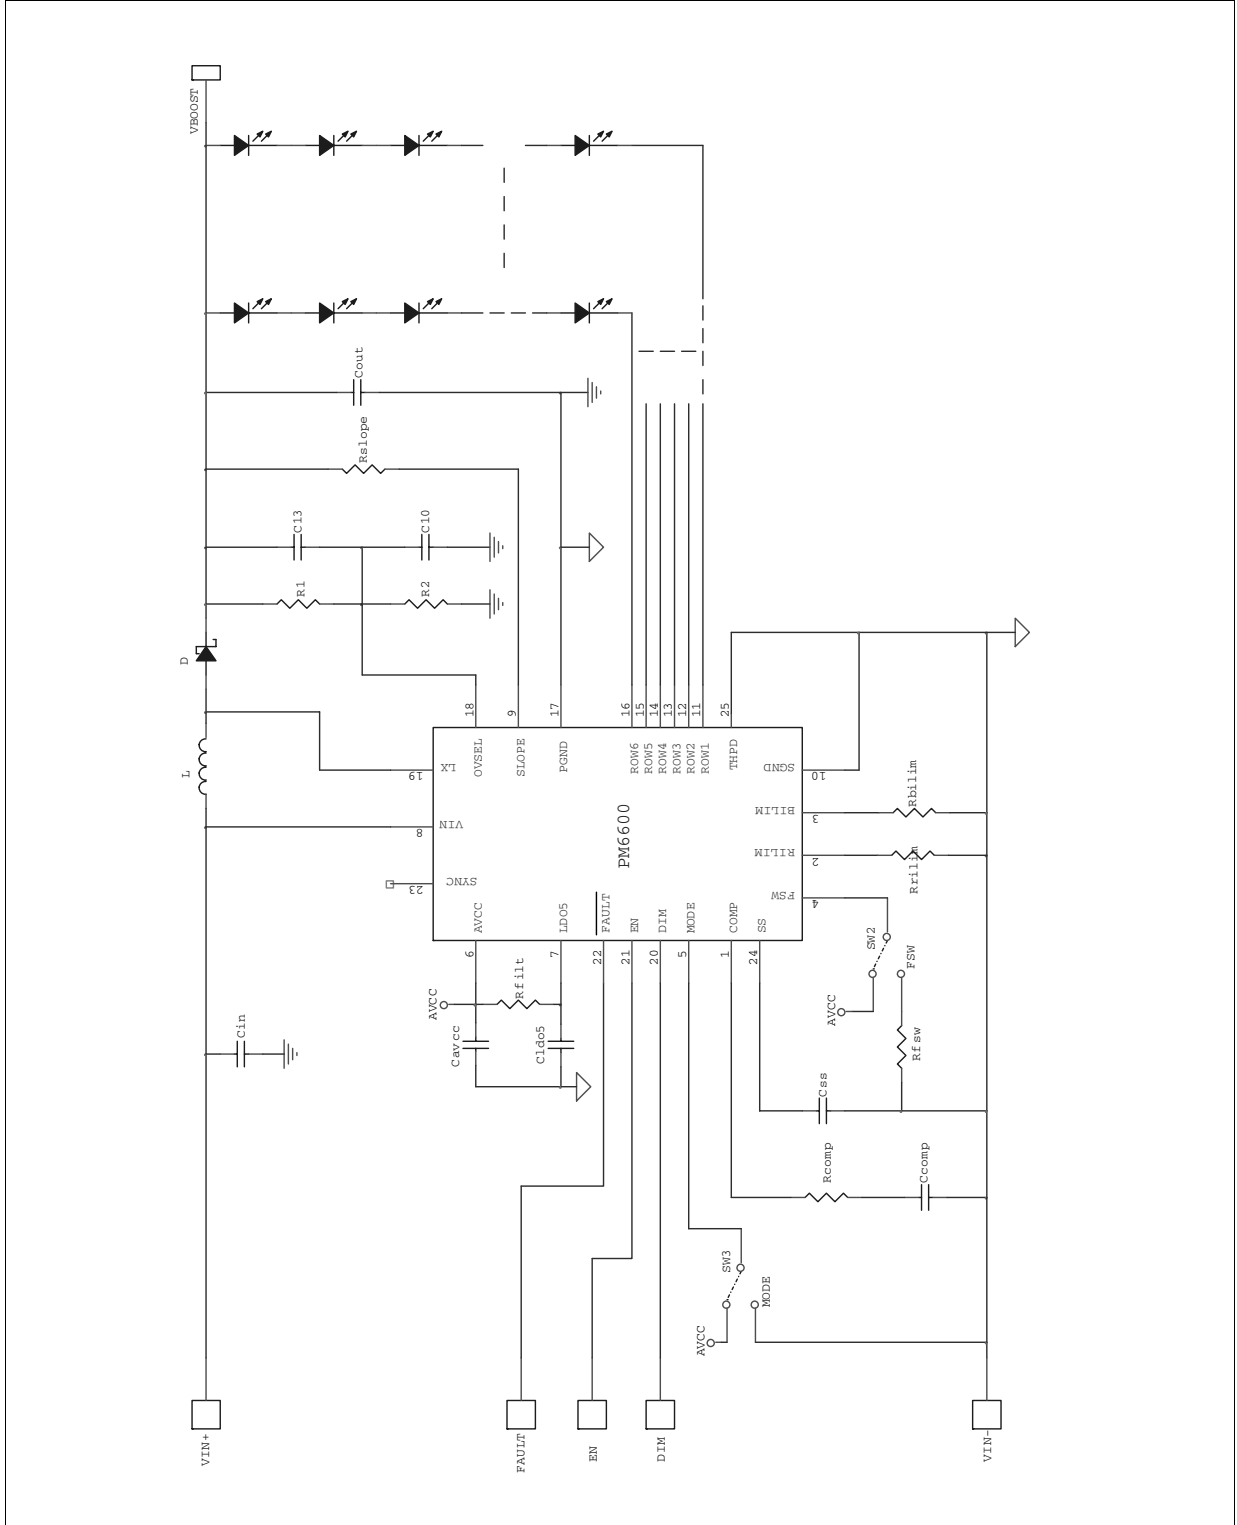 VBOOST
Cout
Rslope
C13
C10
R1
R2
D
L
18
9
17
16
15
14
13
12
11
25
OVSEL
SLOPE
PGND
ROW6
ROW5
ROW4
ROW3
ROW2
ROW1
THPD
LX
19
VIN
8
SYNC
23
PM6600
SGND
10
BILIM
3
RILIM
2
FSW
4
Rbilim
Rrilim
AVCC
LDO5
FAULT
EN
DIM
MODE
COMP
SS
6
7
22
21
20
5
1
24
AVCC
Rfilt
Cavcc
Cldo5
Cin
SW2
FSW
AVCC
Rfsw
Css
Rcomp
Ccomp
SW3
MODE
AVCC
VIN+
FAULT
EN
DIM
VIN-